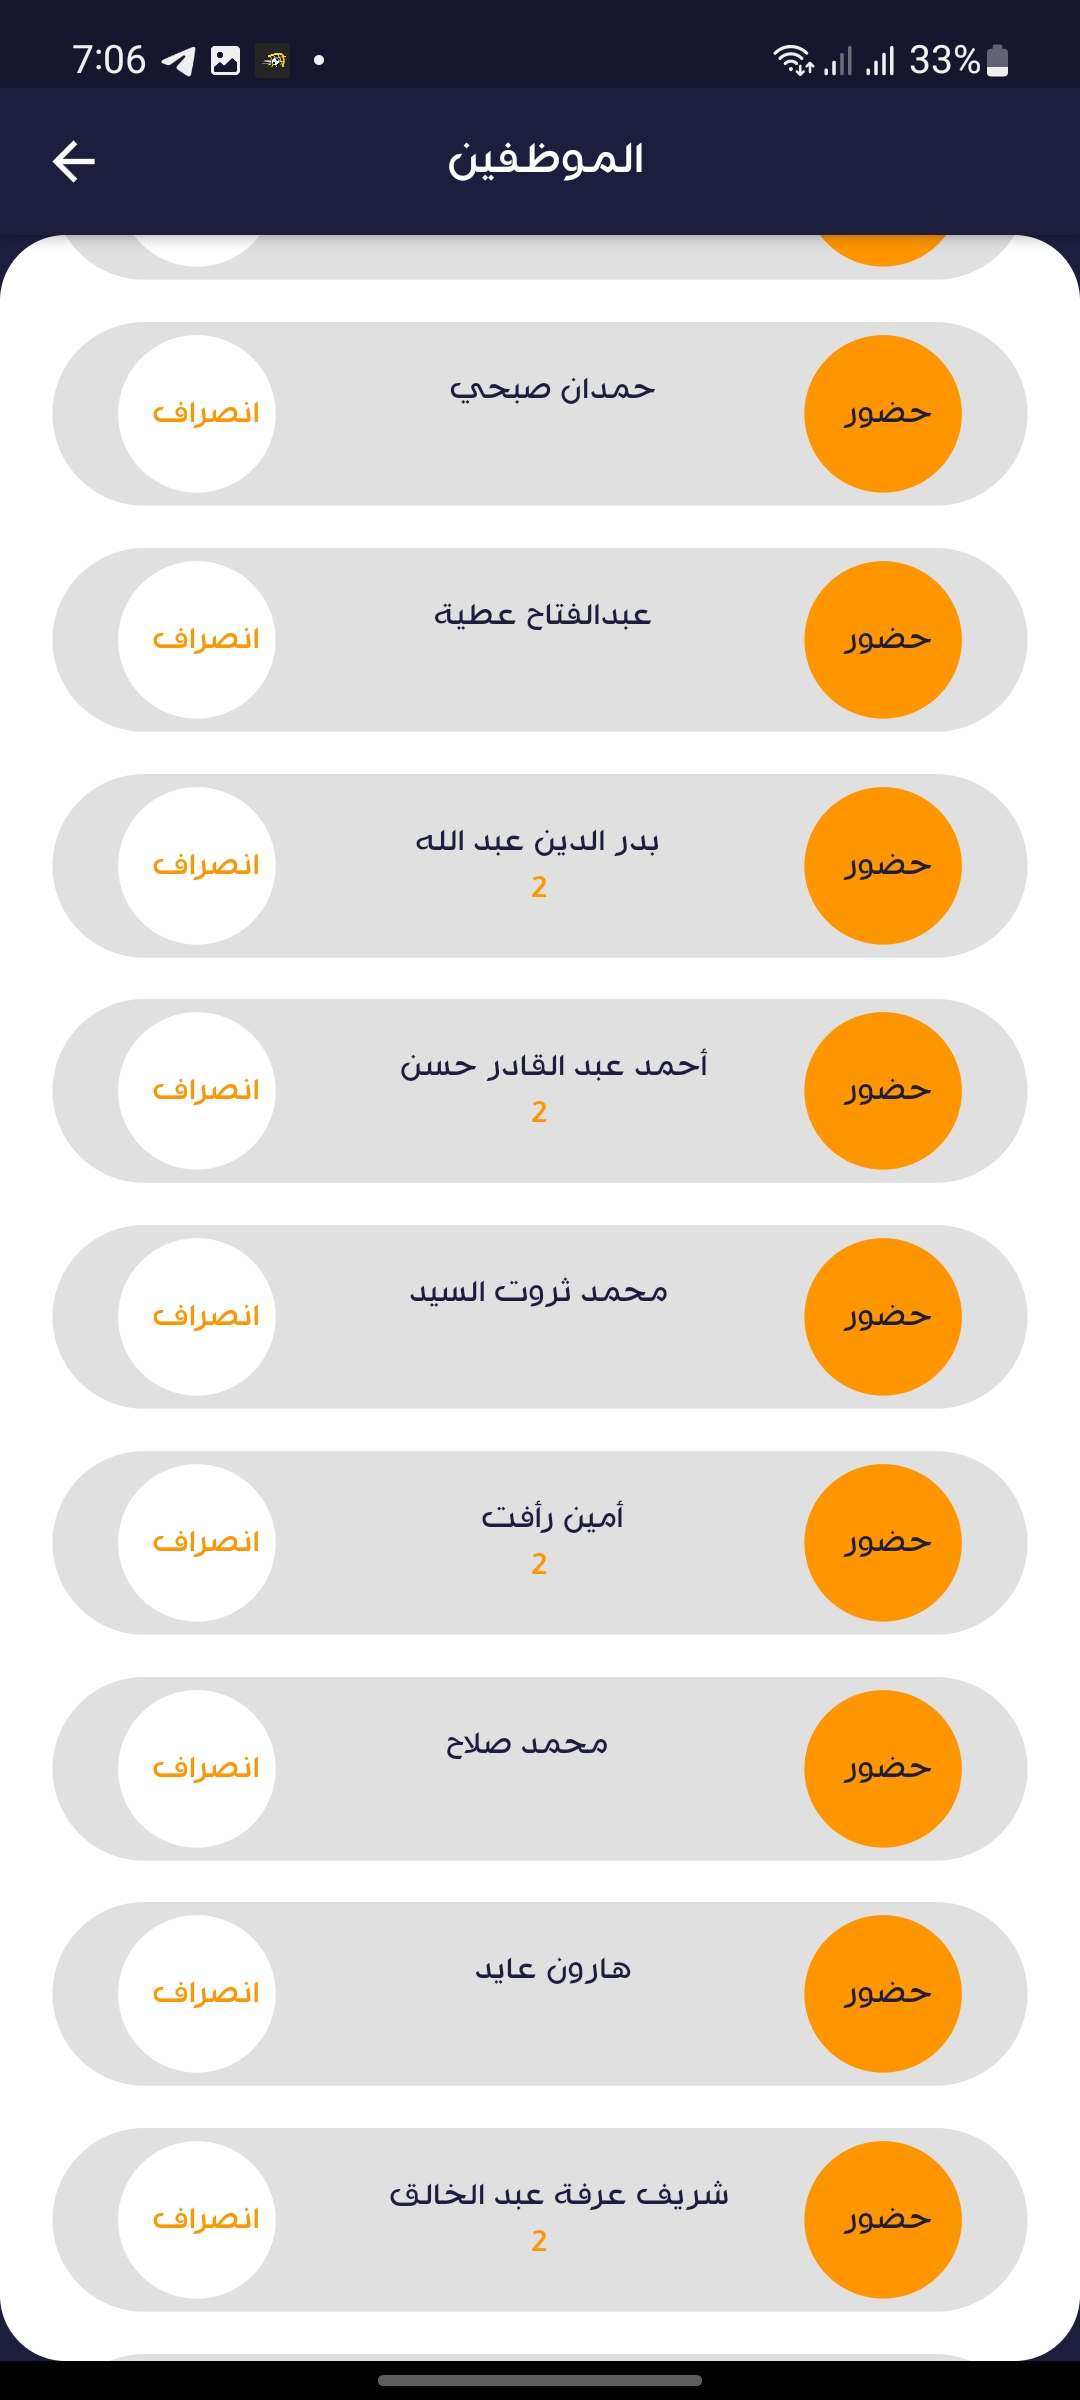 7:06
33%
الموظفين
حضور
حمدان صبحي
انصراف
حضور
عبدالفتاح عطية
انصراف
حضور
بدر الدين عبد الله
2
انصراف
حضور
أحمد عبد القادر حسن
2
انصراف
حضور
محمد ثروت السيد
انصراف
حضور
أمين رأفت
2
انصراف
حضور
محمد صلاح
انصراف
حضور
هارون عايد
انصراف
حضور
شريف عرفة عبد الخالق
2
انصراف